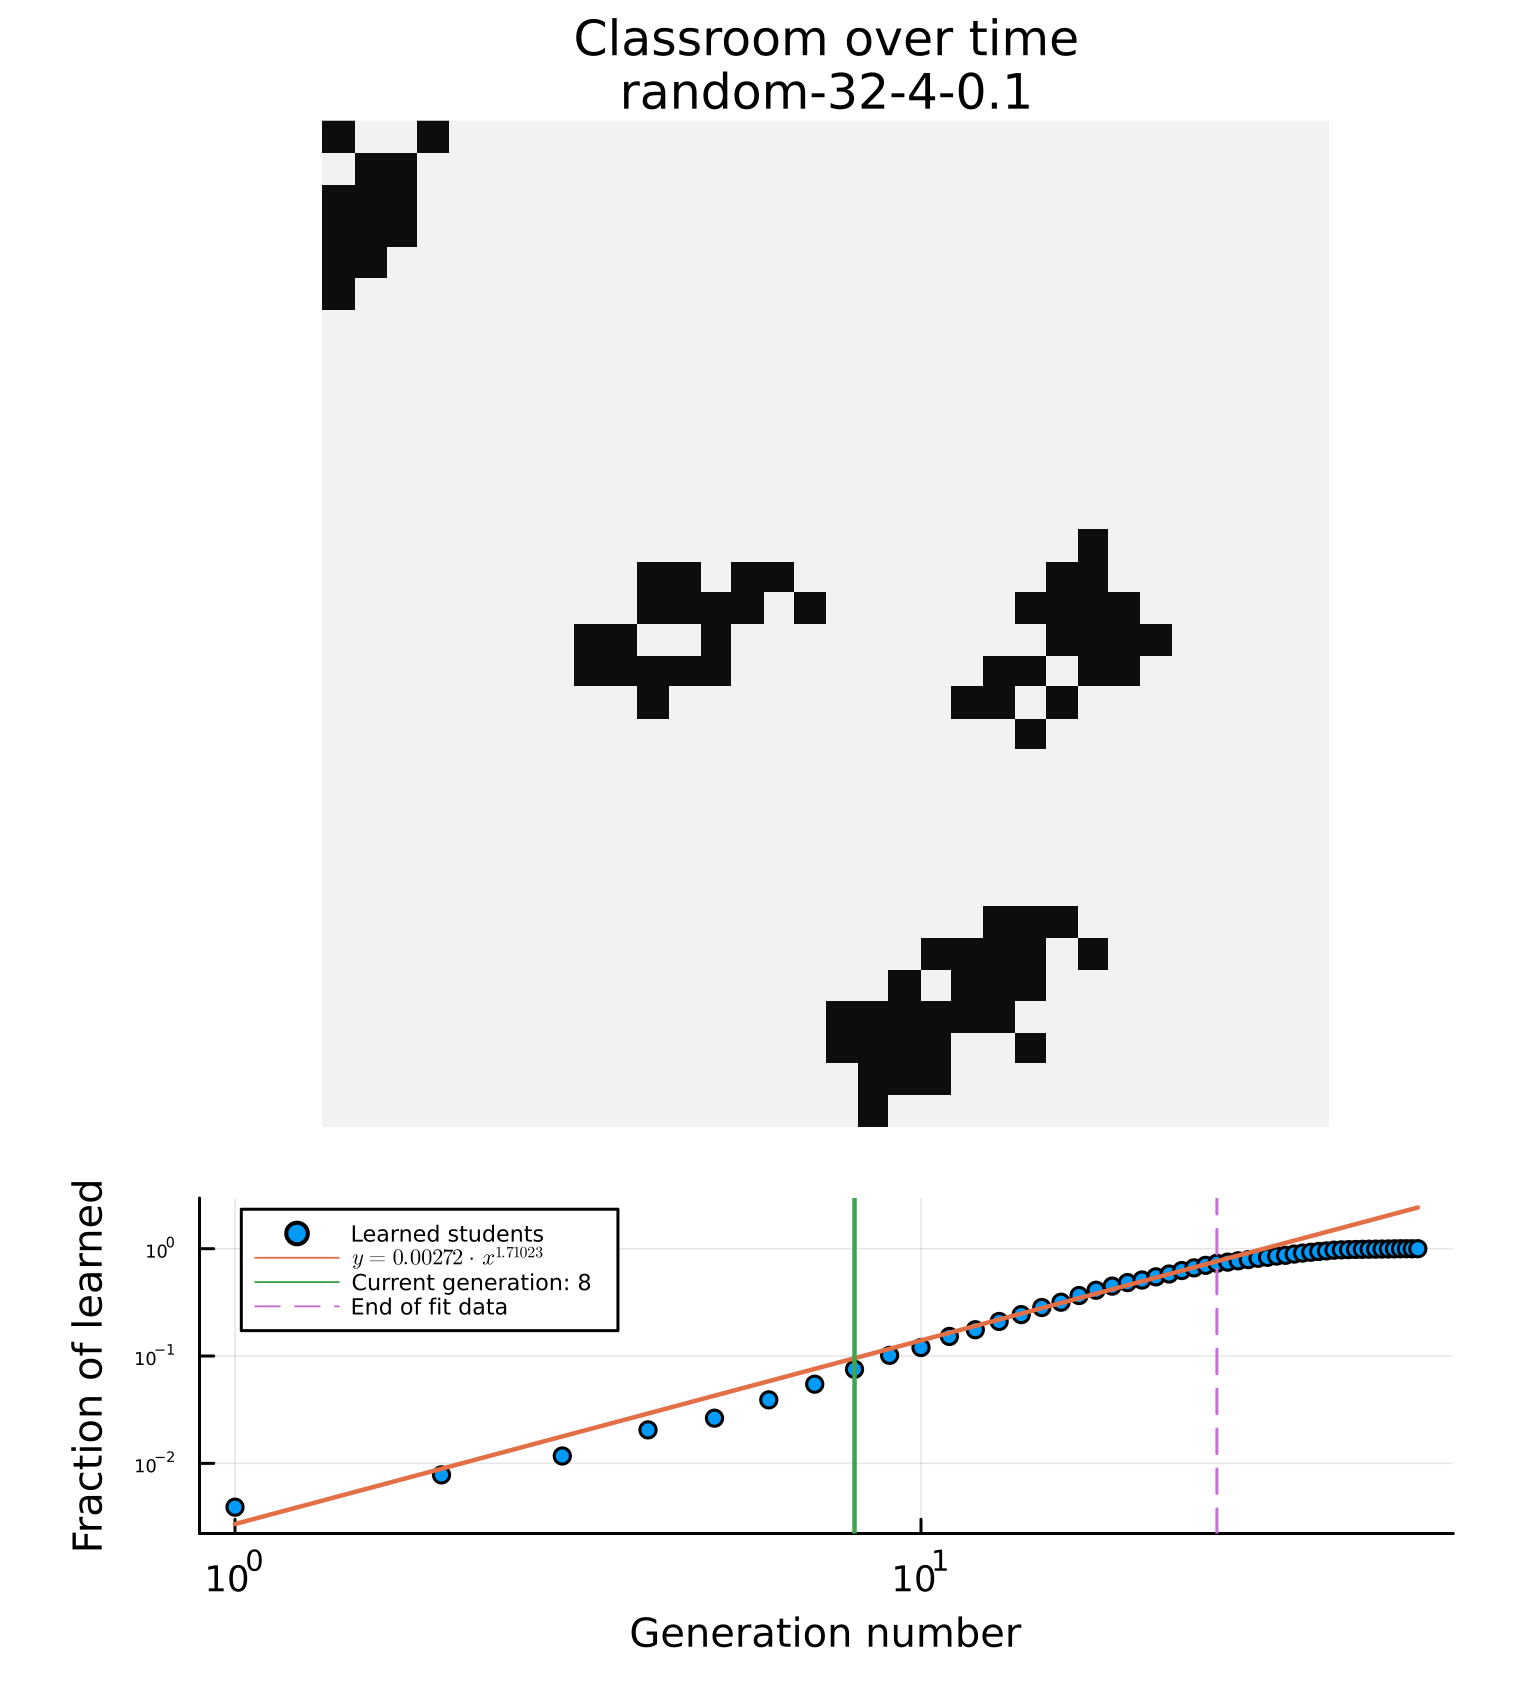 Classroom over time
random-32-4-0.1
Fraction of learned
10^0
10^-1
10^-2
Learned students
y = 0.00272 · x^1.71023
Current generation: 8
End of fit data
10^0
10^1
Generation number